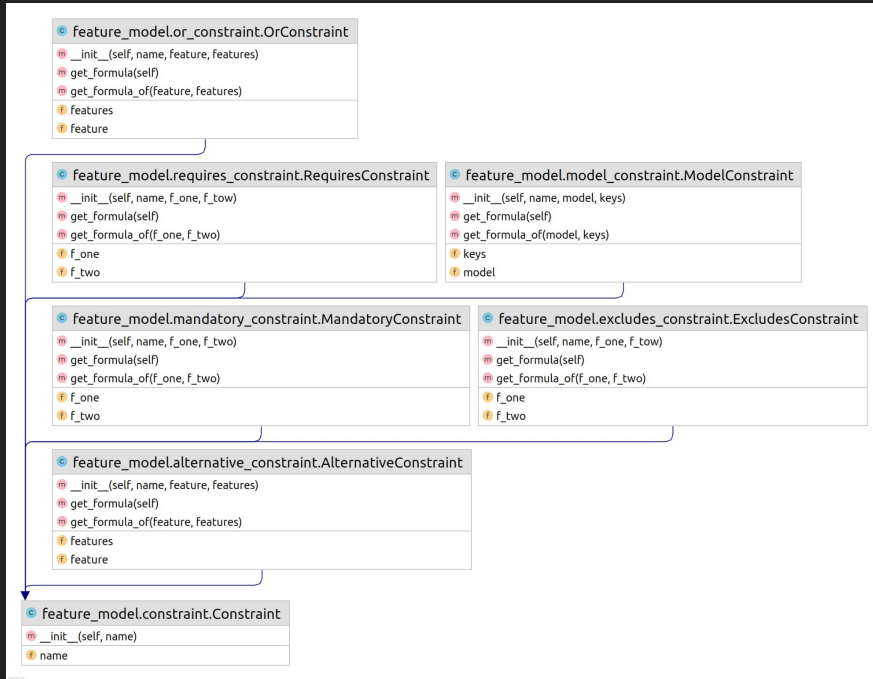 c feature_model.or_constraint.OrConstraint
m __init__(self, name, feature, features)
m get_formula(self)
m get_formula_of(feature, features)
f features
f feature
c feature_model.requires_constraint.RequiresConstraint
m __init__(self, name, f_one, f_tow)
m get_formula(self)
m get_formula_of(f_one, f_two)
f f_one
f f_two
c feature_model.model_constraint.ModelConstraint
m __init__(self, name, model, keys)
m get_formula(self)
m get_formula_of(model, keys)
f keys
f model
c feature_model.mandatory_constraint.MandatoryConstraint
m __init__(self, name, f_one, f_two)
m get_formula(self)
m get_formula_of(f_one, f_two)
f f_one
f f_two
c feature_model.excludes_constraint.ExcludesConstraint
m __init__(self, name, f_one, f_tow)
m get_formula(self)
m get_formula_of(f_one, f_two)
f f_one
f f_two
c feature_model.alternative_constraint.AlternativeConstraint
m __init__(self, name, feature, features)
m get_formula(self)
m get_formula_of(feature, features)
f features
f feature
c feature_model.constraint.Constraint
m __init__(self, name)
f name